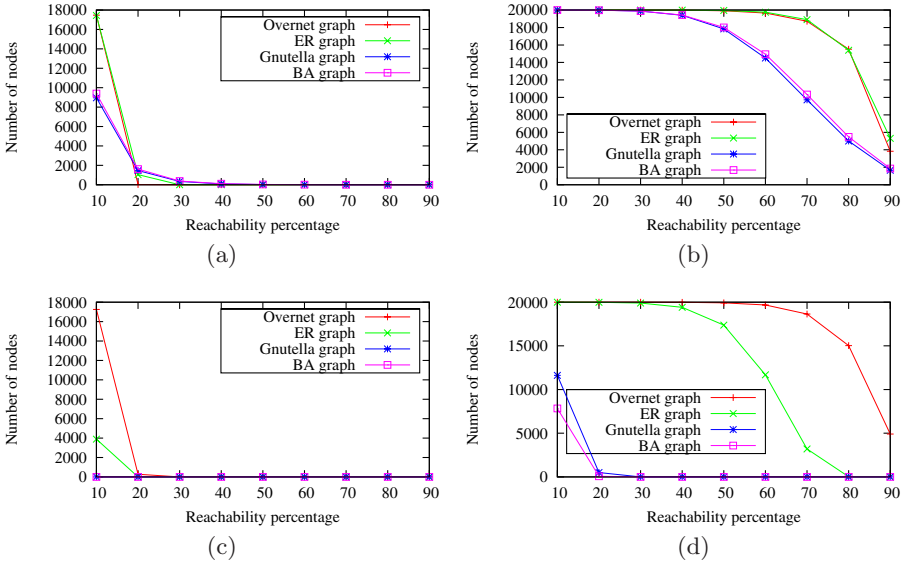 18000
16000
14000
12000
10000
8000
6000
4000
2000
0
Number of nodes
10 20 30 40 50 60 70 80 90
Reachability percentage
Overnet graph
ER graph
Gnutella graph
BA graph
(a)
20000
18000
16000
14000
12000
10000
8000
6000
4000
2000
0
Number of nodes
10 20 30 40 50 60 70 80 90
Reachability percentage
Overnet graph
ER graph
Gnutella graph
BA graph
(b)
18000
16000
14000
12000
10000
8000
6000
4000
2000
0
Number of nodes
10 20 30 40 50 60 70 80 90
Reachability percentage
Overnet graph
ER graph
Gnutella graph
BA graph
(c)
20000
15000
10000
5000
0
Number of nodes
10 20 30 40 50 60 70 80 90
Reachability percentage
Overnet graph
ER graph
Gnutella graph
BA graph
(d)